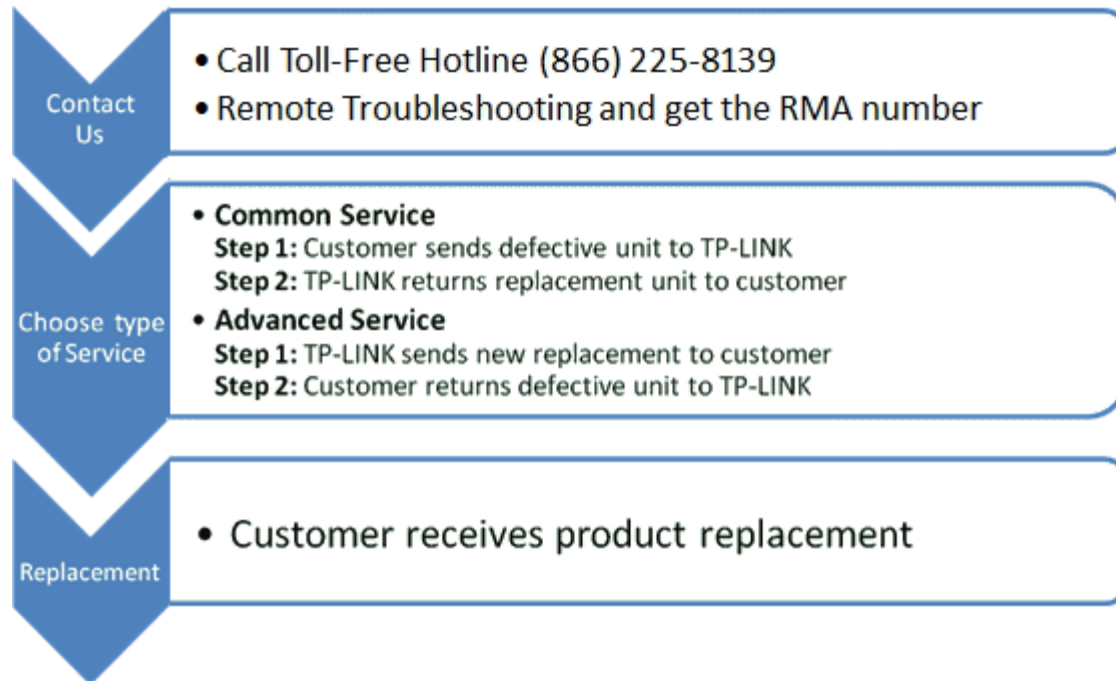 Contact
Us
• Call Toll-Free Hotline (866) 225-8139
• Remote Troubleshooting and get the RMA number
Choose type
of Service
• Common Service
Step 1: Customer sends defective unit to TP-LINK
Step 2: TP-LINK returns replacement unit to customer
• Advanced Service
Step 1: TP-LINK sends new replacement to customer
Step 2: Customer returns defective unit to TP-LINK
Replacement
• Customer receives product replacement